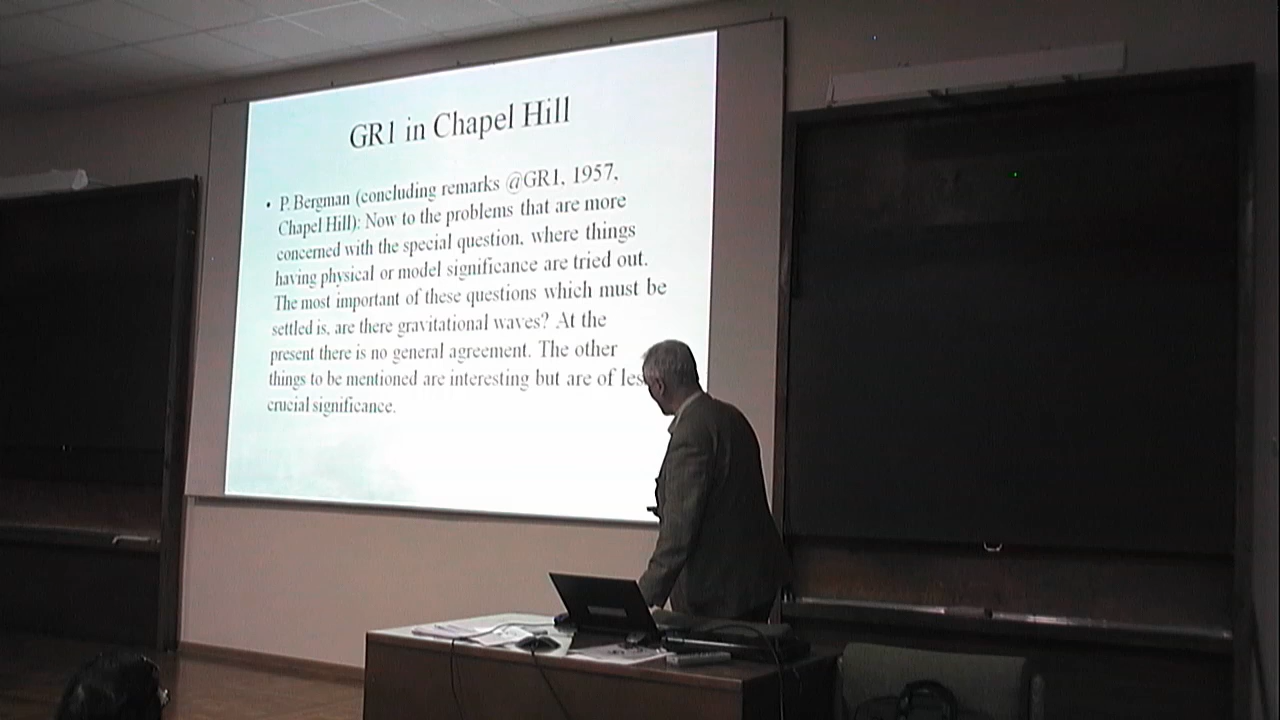 GR1 in Chapel Hill
• P. Bergman (concluding remarks @GR1, 1957,
Chapel Hill): Now to the problems that are more
concerned with the special question, where things
having physical or model significance are tried out.
The most important of these questions which must be
settled is, are there gravitational waves? At the
present there is no general agreement. The other
things to be mentioned are interesting but are of les
crucial significance.